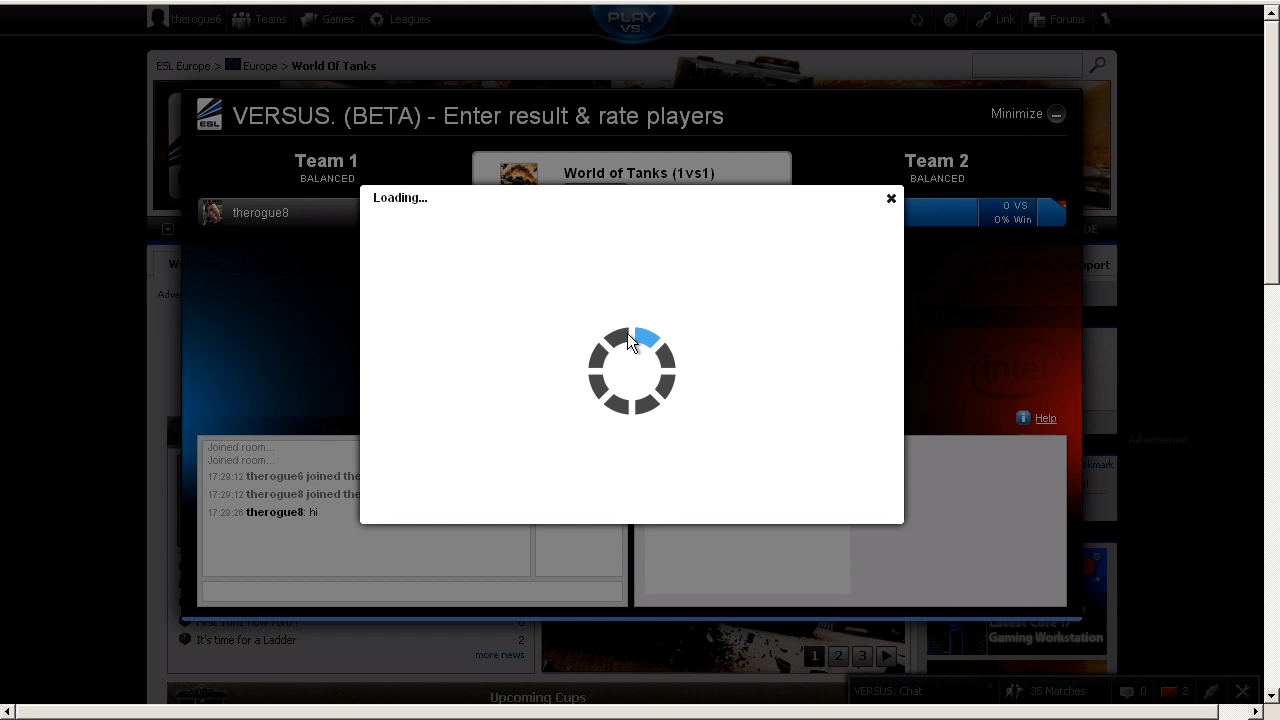 therogue6 Teams Games Leagues
PLAY VS.
Link Forums
ESL Europe > Europe > World Of Tanks
ESL
VERSUS. (BETA) - Enter result & rate players
Minimize
Team 1
BALANCED
World of Tanks (1vs1)
Team 2
BALANCED
therogue8
0 VS
0% Win
Loading...
DE
Help
Joined room...
Joined room...
17:29:12 therogue6 joined the
17:29:12 therogue8 joined the
17:29:26 therogue8: hi
Advertisement
It's time for a Ladder 2
more news
1 2 3
Latest Core i7
Gaming Workstation
Upcoming Cups
VERSUS. Chat
35 Matches
0
2